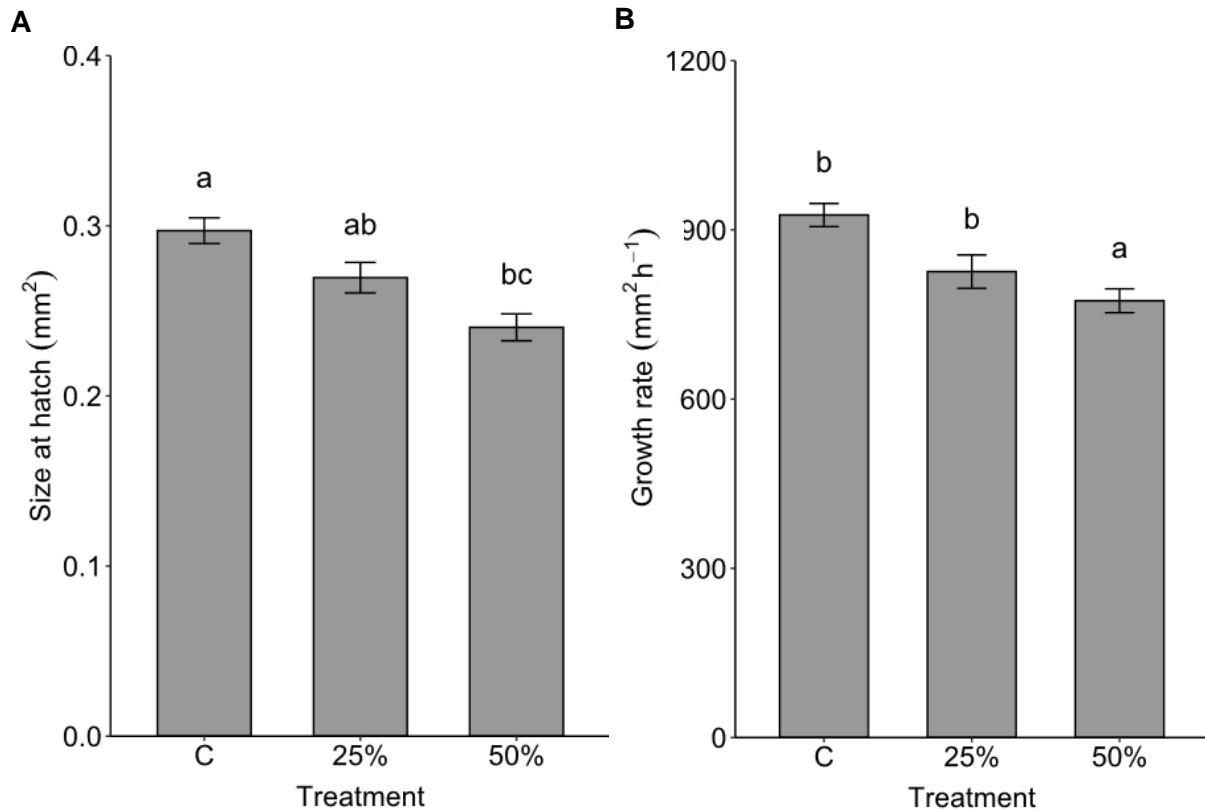 A
Size at hatch (mm²)
0.4
0.3
0.2
0.1
0.0
a
ab
bc
C 25% 50%
Treatment
B
Growth rate (mm² h⁻¹)
1200
900
600
300
0
b
b
a
C 25% 50%
Treatment